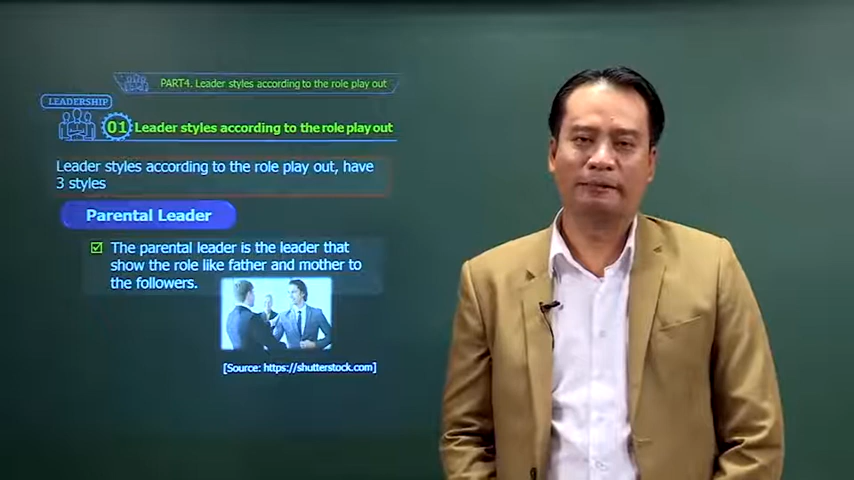 PART4. Leader styles according to the role play out
LEADERSHIP
01 Leader styles according to the role play out
Leader styles according to the role play out, have
3 styles
Parental Leader
The parental leader is the leader that
show the role like father and mother to
the followers.
[Source: https://shutterstock.com]